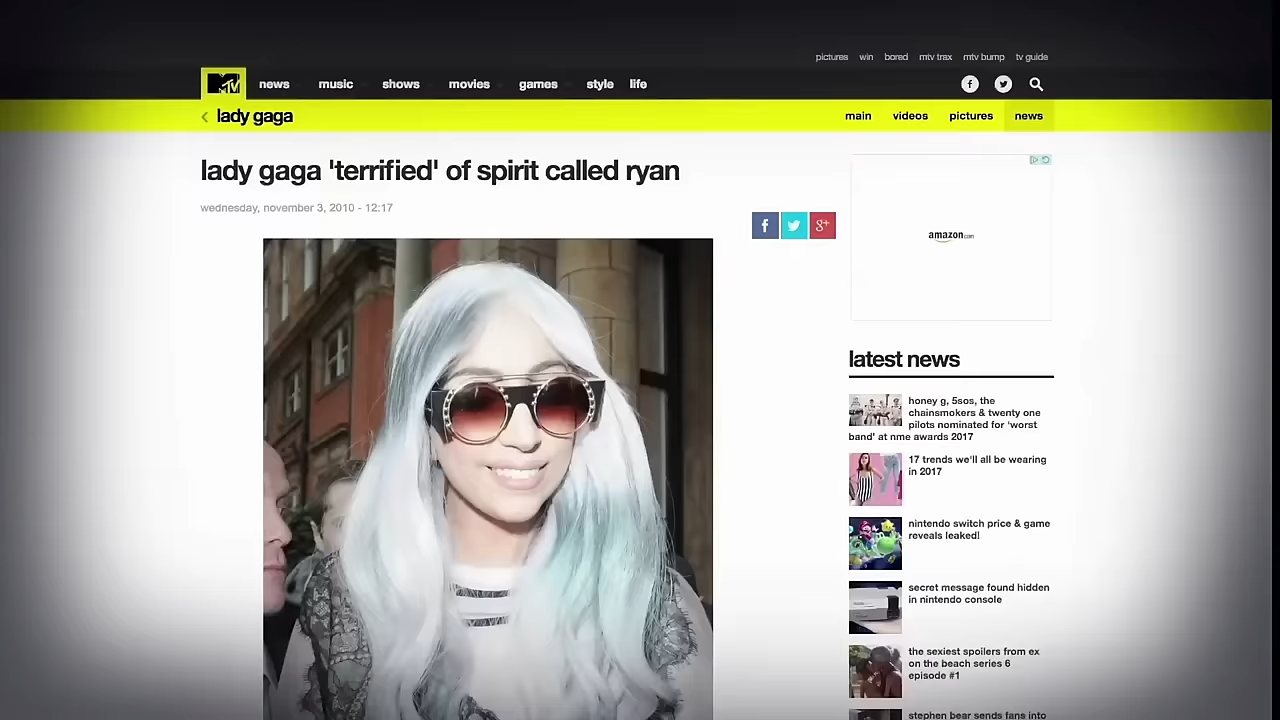 pictures win bored mtv trax mtv bump tv guide
MTV news music shows movies games style life
lady gaga main videos pictures news
lady gaga 'terrified' of spirit called ryan
wednesday, november 3, 2010 - 12:17
f g+
amazon.com
latest news
honey g, 5sos, the
chainsmokers & twenty one
pilots nominated for 'worst
band' at nme awards 2017
17 trends we'll all be wearing
in 2017
nintendo switch price & game
reveals leaked!
secret message found hidden
in nintendo console
the sexiest spoilers from ex
on the beach series 6
episode #1
stephen bear sends fans into